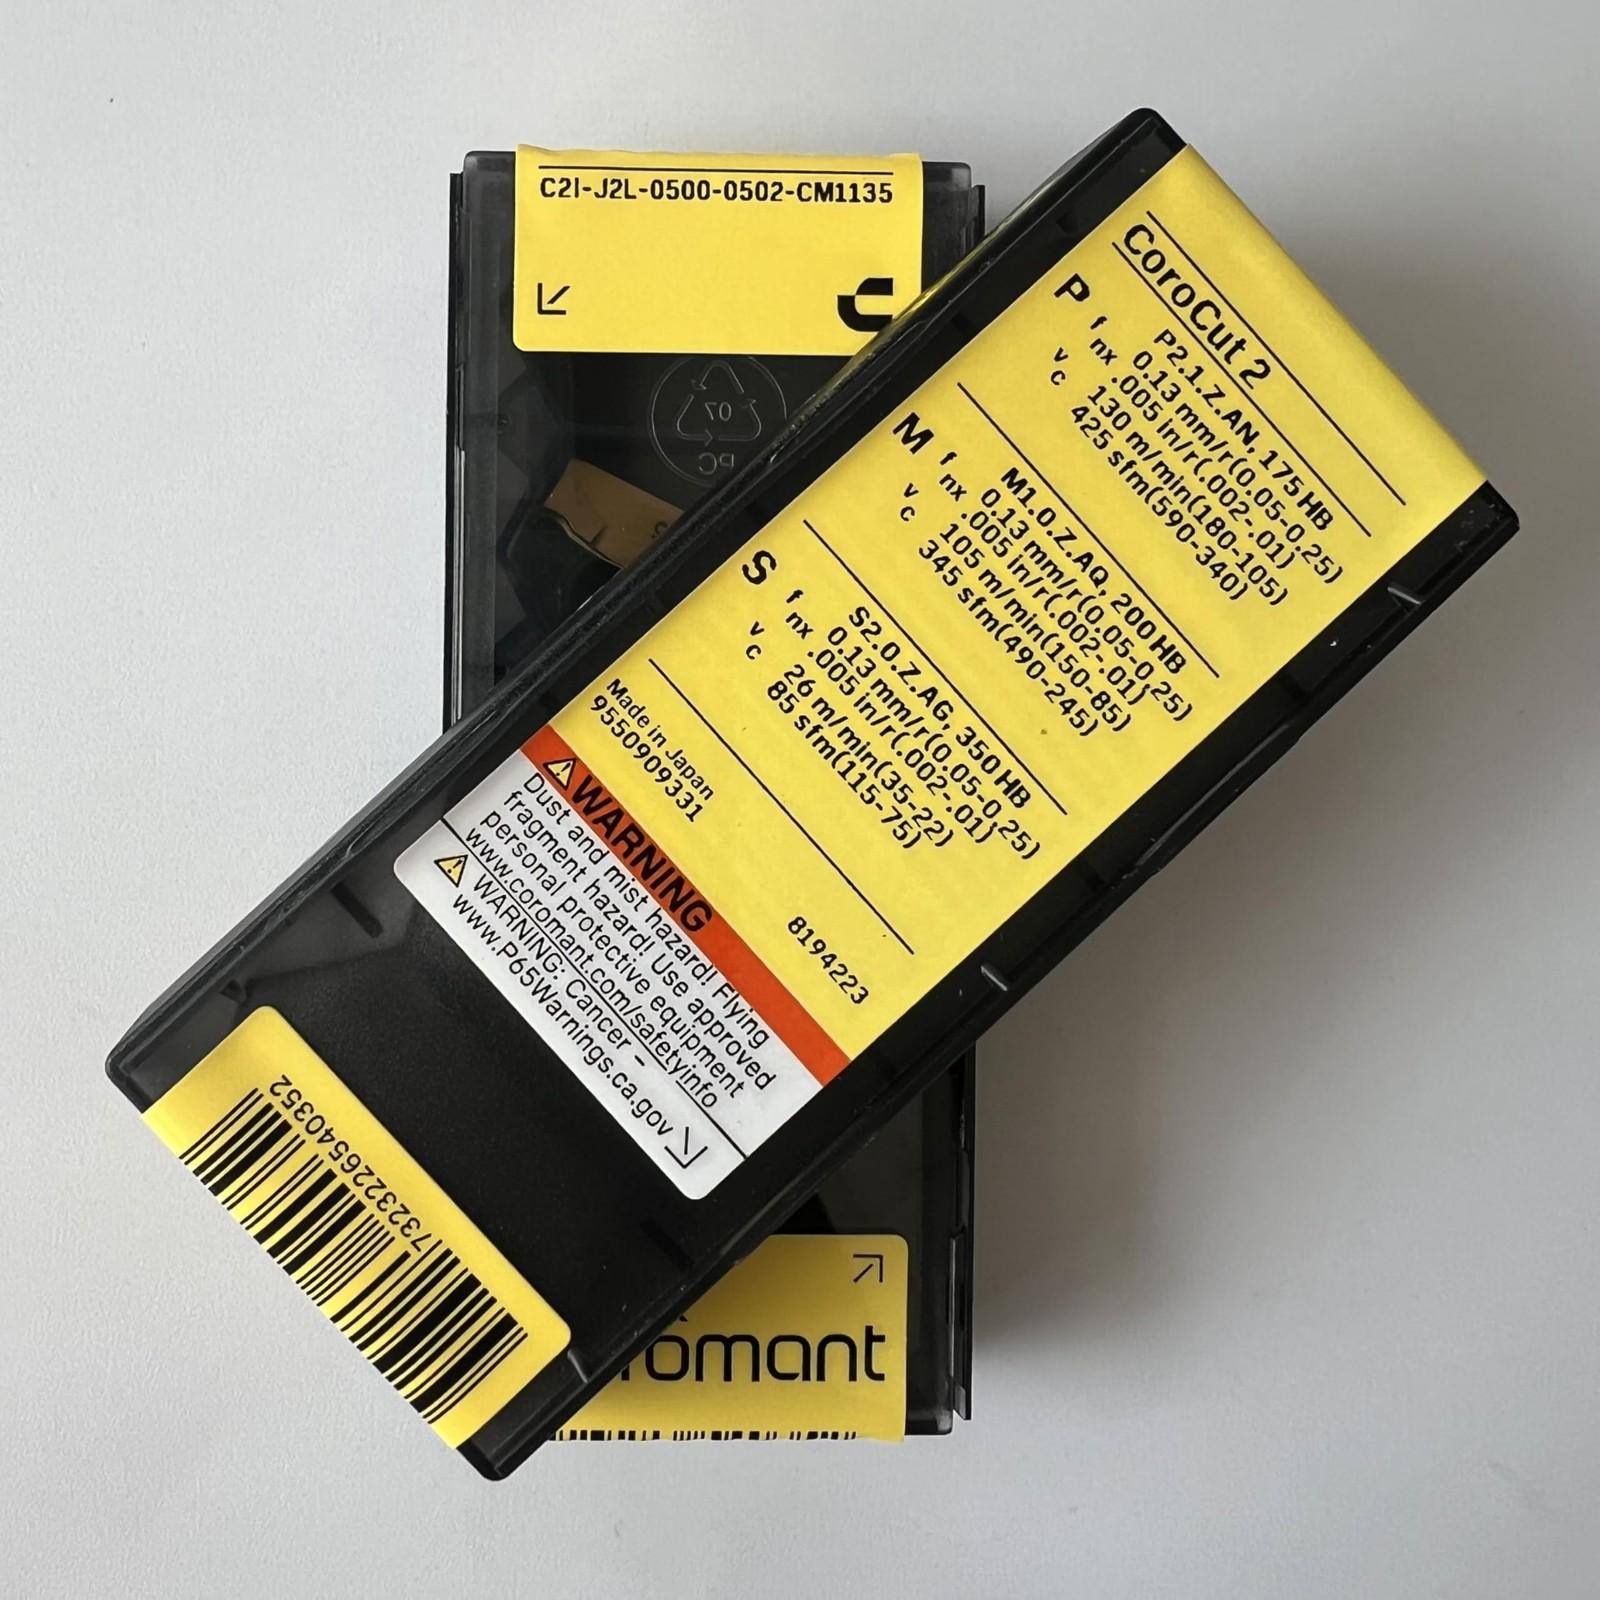 C2I-J2L-0500-0502-CM1135
07
PC
CoroCut 2
P
P2.1.Z.AN, 175 HB
f nx 0.13 mm/r(0.05-0.25)
.005 in/r(.002-.01)
v c 130 m/min(180-105)
425 sfm(590-340)
M
M1.0.Z.AQ, 200 HB
f nx 0.13 mm/r(0.05-0.25)
.005 in/r(.002-.01)
v c 105 m/min(150-85)
345 sfm(490-245)
S
S2.0.Z.AG, 350 HB
f nx 0.13 mm/r(0.05-0.25)
.005 in/r(.002-.01)
v c 26 m/min(35-22)
85 sfm(115-75)
Made in Japan
9550909331
8194223
WARNING
Dust and mist hazard! Flying
fragment hazard! Use approved
personal protective equipment
www.coromant.com/safetyinfo
WARNING: Cancer -
www.P65Warnings.ca.gov
7323226540352
romant